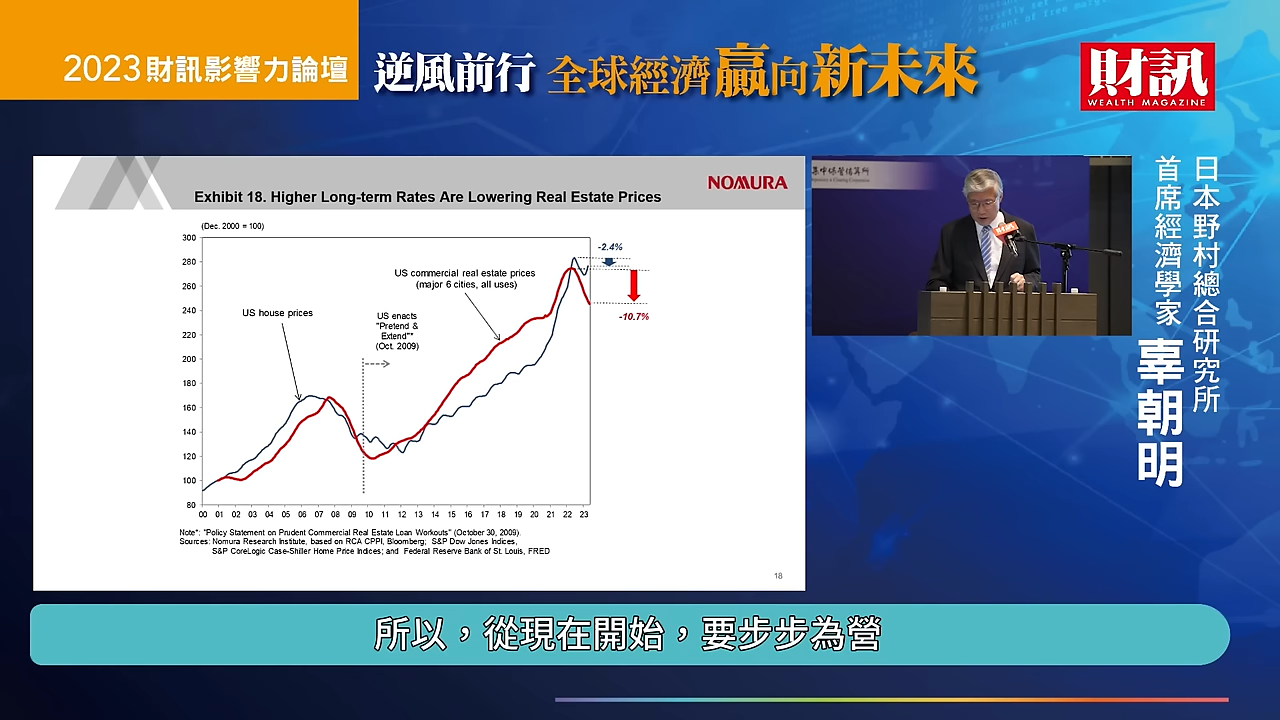 2023財訊影響力論壇
逆風前行 全球經濟贏向新未來
財訊
WEALTH MAGAZINE
NOMURA
Exhibit 18. Higher Long-term Rates Are Lowering Real Estate Prices
(Dec. 2000 = 100)
300
280
260
240
220
200
180
160
140
120
100
80
US house prices
US enacts
"Pretend &
Extend"*
(Oct. 2009)
US commercial real estate prices
(major 6 cities, all uses)
-2.4%
-10.7%
00 01 02 03 04 05 06 07 08 09 10 11 12 13 14 15 16 17 18 19 20 21 22 23
Note*: "Policy Statement on Prudent Commercial Real Estate Loan Workouts" (October 30, 2009).
Sources: Nomura Research Institute, based on RCA CPPI, Bloomberg; S&P Dow Jones Indices,
S&P CoreLogic Case-Shiller Home Price Indices; and Federal Reserve Bank of St. Louis, FRED
18
日本野村總合研究所
首席經濟學家 辜朝明
所以，從現在開始，要步步為營